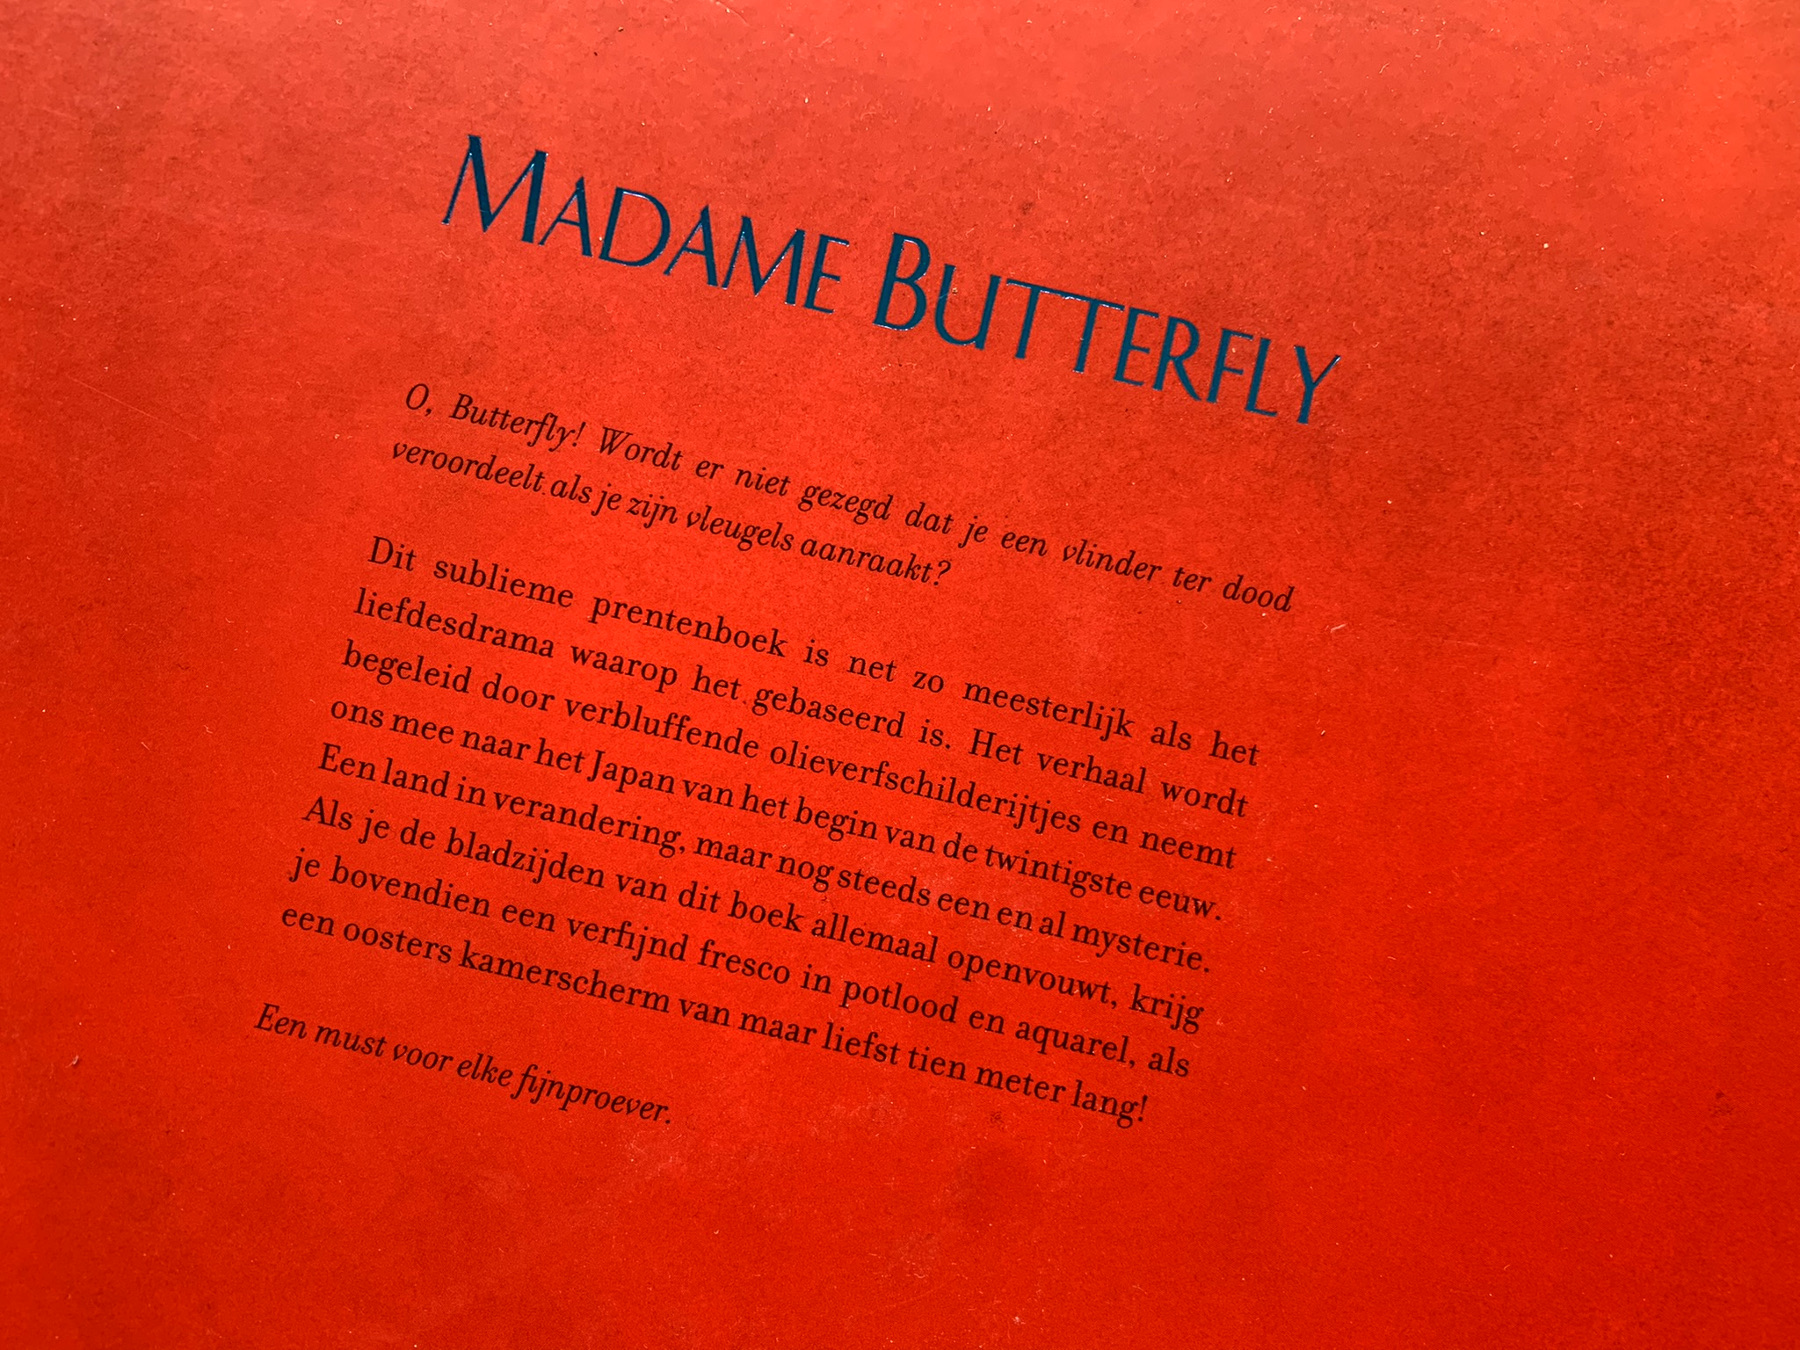 MADAME BUTTERFLY
O, Butterfly! Wordt er niet gezegd dat je een vlinder ter dood
veroordeelt als je zijn vleugels aanraakt?
Dit sublieme prentenboek is net zo meesterlijk als het
liefdesdrama waarop het gebaseerd is. Het verhaal wordt
begeleid door verbluffende olieverfschilderijtjes en neemt
ons mee naar het Japan van het begin van de twintigste eeuw.
Een land in verandering, maar nog steeds een en al mysterie.
Als je de bladzijden van dit boek allemaal openvouwt, krijg
je bovendien een verfijnd fresco in potlood en aquarel, als
een oosters kamerscherm van maar liefst tien meter lang!
Een must voor elke fijnproever.